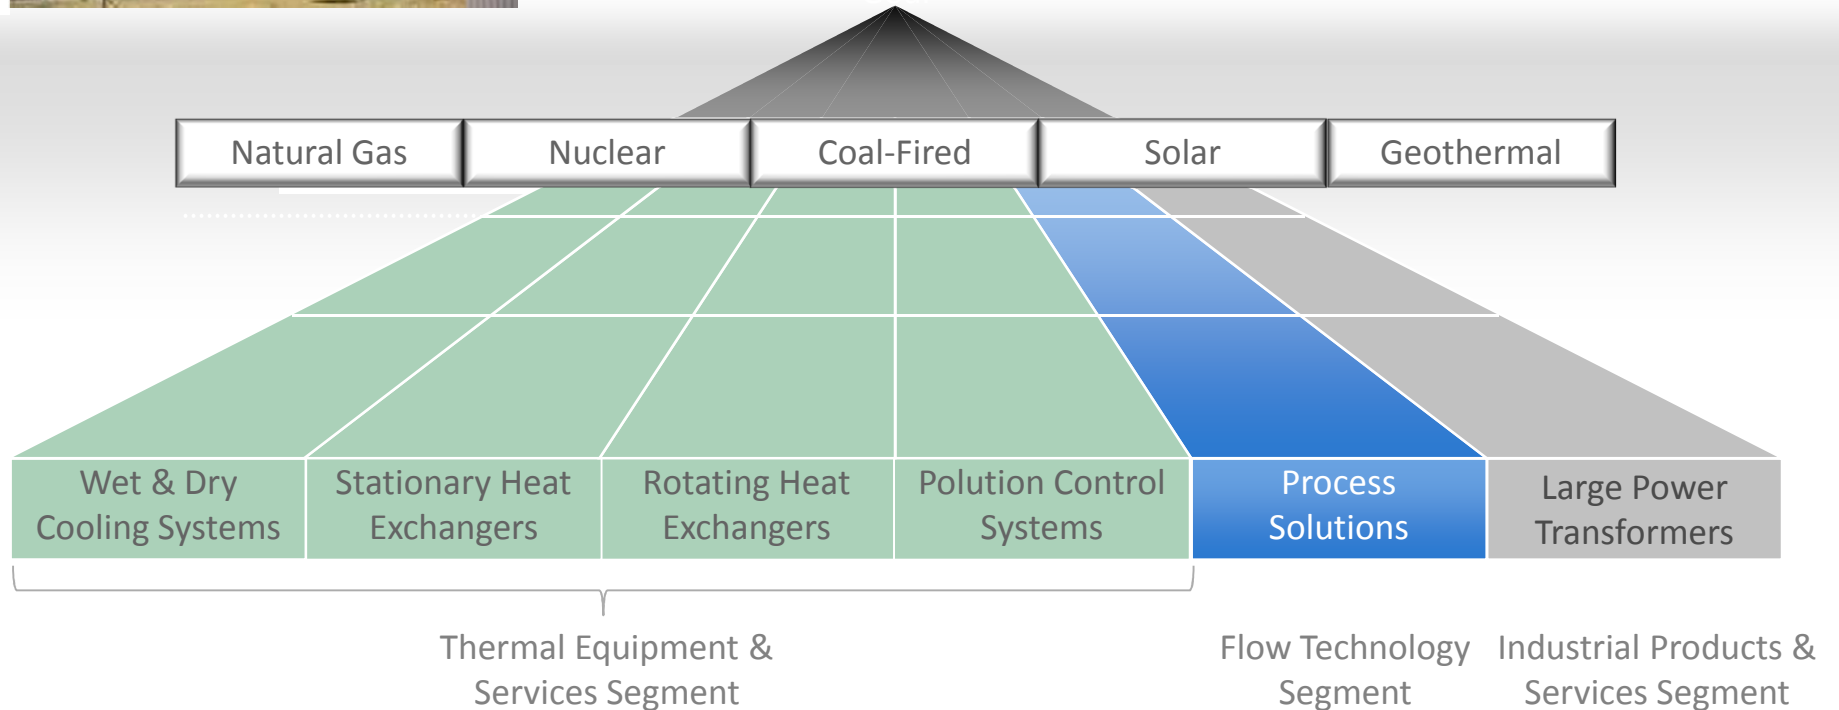 Natural Gas
Nuclear
Coal-Fired
Solar
Geothermal
Wet & Dry
Cooling Systems
Stationary Heat
Exchangers
Rotating Heat
Exchangers
Polution Control
Systems
Process
Solutions
Large Power
Transformers
Thermal Equipment &
Services Segment
Flow Technology
Segment
Industrial Products &
Services Segment